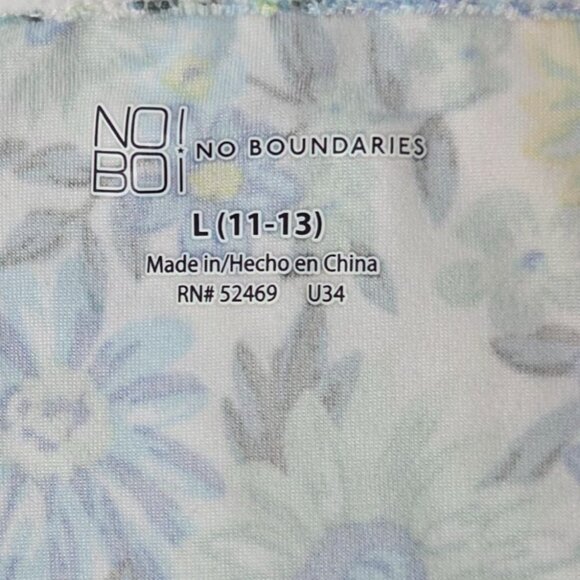 NO!
BOi
NO BOUNDARIES
L (11-13)
Made in/Hecho en China
RN# 52469 U34